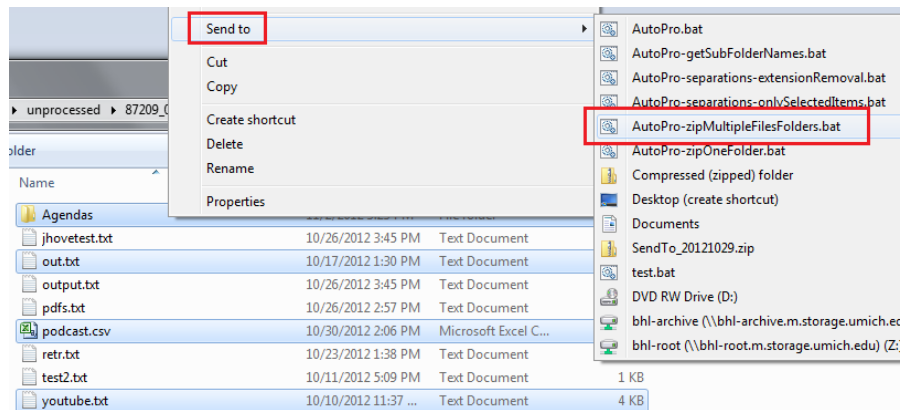 Send to
Cut
Copy
Create shortcut
Delete
Rename
Properties
AutoPro.bat
AutoPro-getSubFolderNames.bat
AutoPro-separations-extensionRemoval.bat
AutoPro-separations-onlySelectedItems.bat
AutoPro-zipMultipleFilesFolders.bat
AutoPro-zipOneFolder.bat
Compressed (zipped) folder
Desktop (create shortcut)
Documents
SendTo_20121029.zip
test.bat
DVD RW Drive (D:)
bhl-archive (\\bhl-archive.m.storage.umich.ed
bhl-root (\\bhl-root.m.storage.umich.edu) (Z:)
unprocessed 87209_
older
Name
Agendas
jhovetest.txt 10/26/2012 3:45 PM Text Document
out.txt 10/17/2012 1:30 PM Text Document
output.txt 10/26/2012 3:45 PM Text Document
pdfs.txt 10/26/2012 2:57 PM Text Document
podcast.csv 10/30/2012 2:06 PM Microsoft Excel C...
retr.txt 10/23/2012 1:38 PM Text Document
test2.txt 10/11/2012 5:09 PM Text Document 1 KB
youtube.txt 10/10/2012 11:37 ... Text Document 4 KB